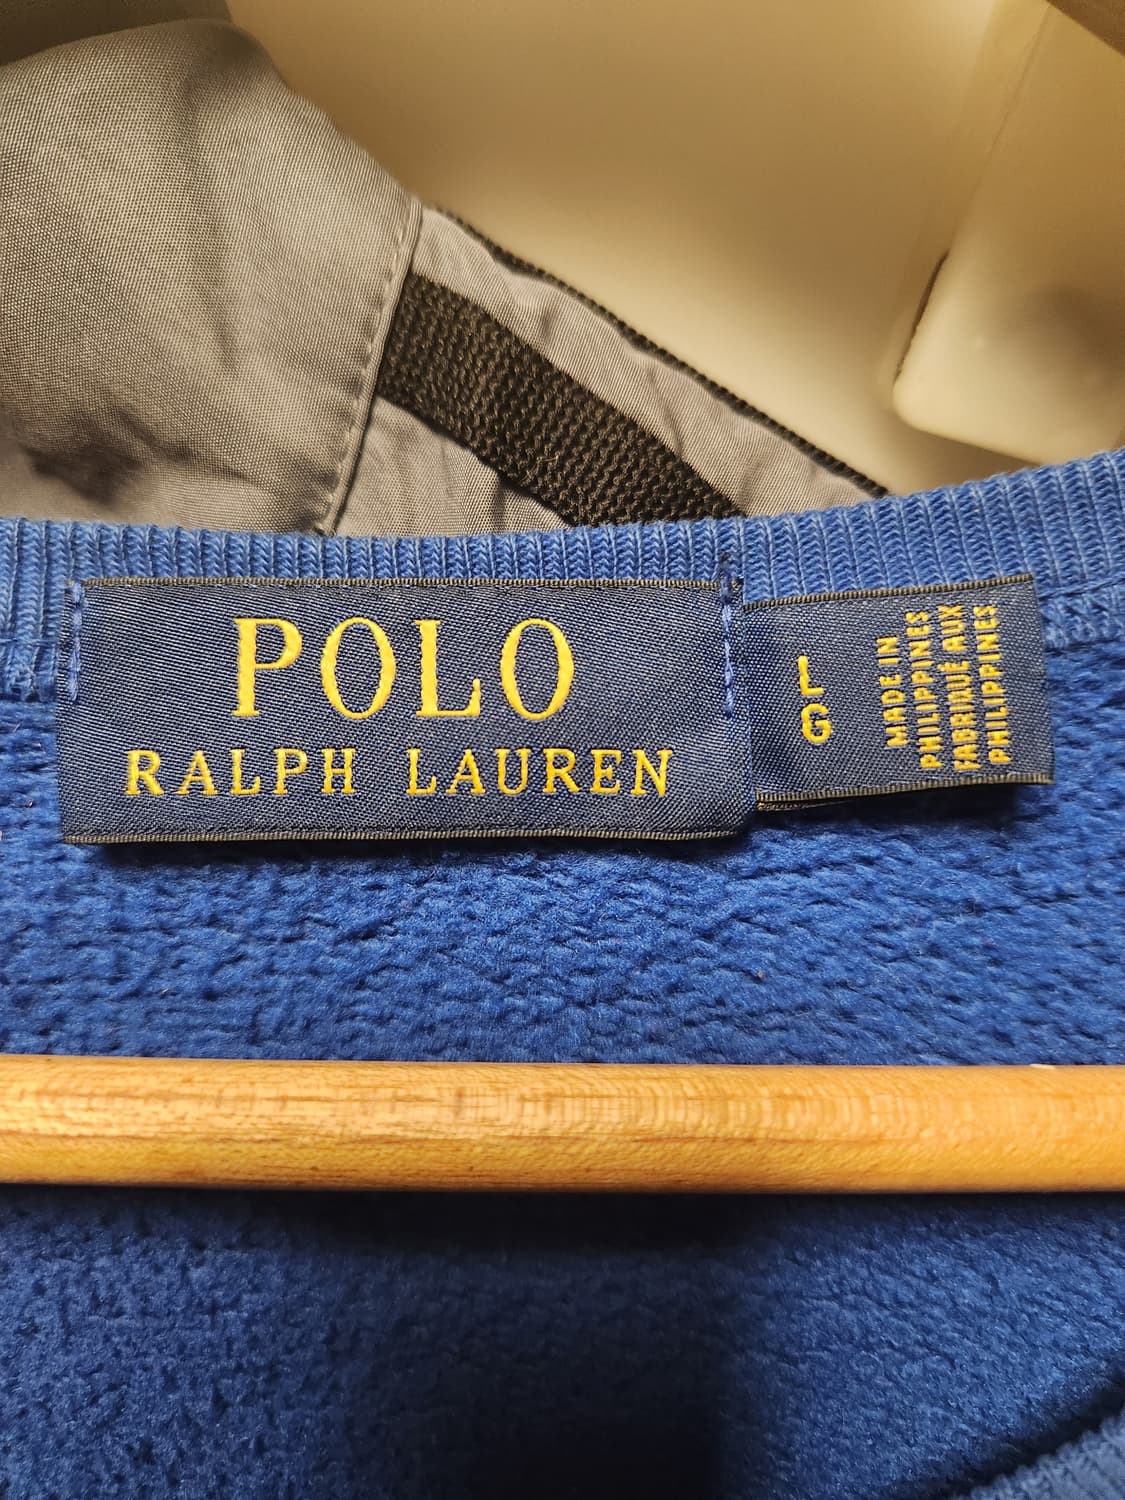 POLO
RALPH LAUREN
L
G
MADE IN
PHILIPPINES
FABRIQUÉ AUX
PHILIPPINES